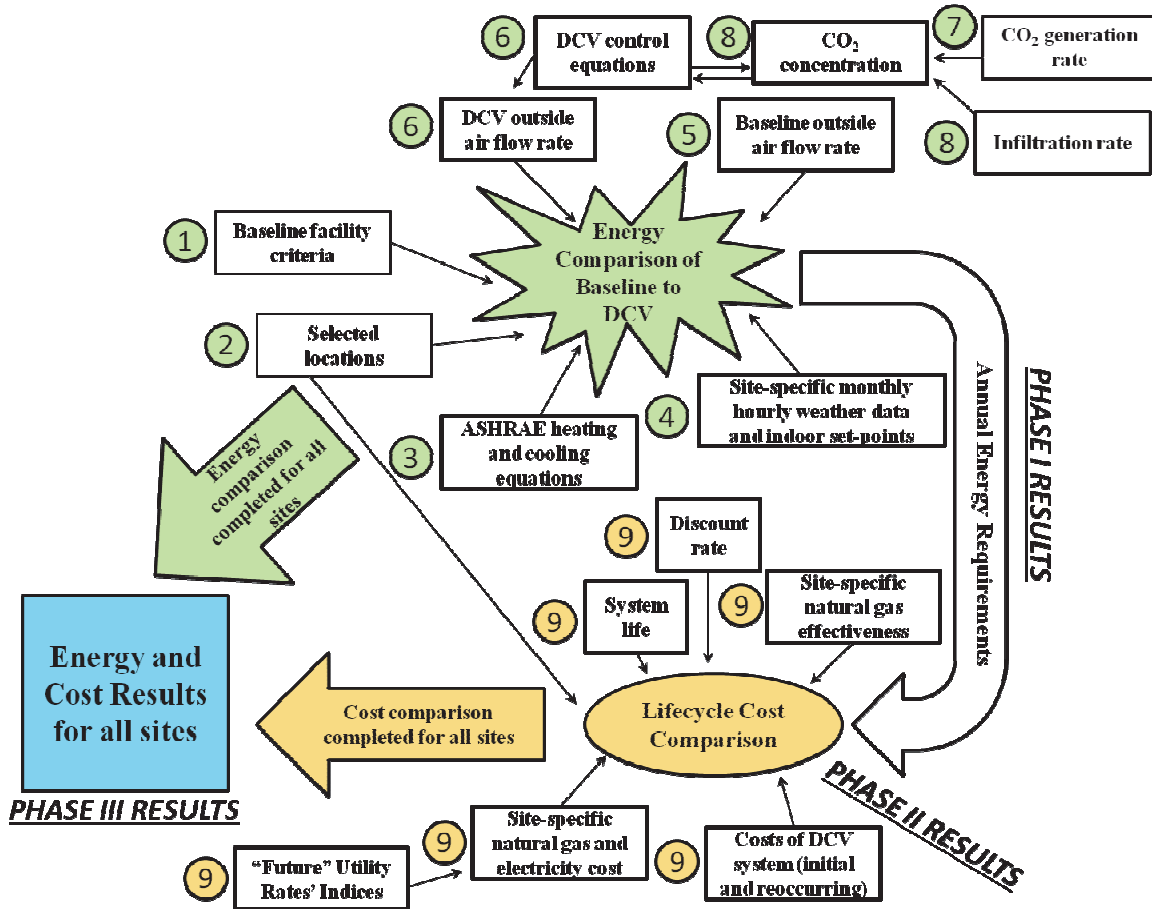 6
DCV control
equations
8
CO2
concentration
7
CO2 generation
rate
6
DCV outside
air flow rate
5
Baseline outside
air flow rate
8
Infiltration rate
1
Baseline facility
criteria
Energy
Comparison of
Baseline to
DCV
2
Selected
locations
3
ASHRAE heating
and cooling
equations
4
Site-specific monthly
hourly weather data
and indoor set-points
Annual Energy Requirements
PHASE I RESULTS
Energy
comparison
completed for all
sites
9
Discount
rate
9
System
life
9
Site-specific
natural gas
effectiveness
Energy and
Cost Results
for all sites
PHASE III RESULTS
Cost comparison
completed for all sites
Lifecycle Cost
Comparison
PHASE II RESULTS
9
“Future” Utility
Rates’ Indices
9
Site-specific
natural gas and
electricity cost
9
Costs of DCV
system (initial
and reoccurring)